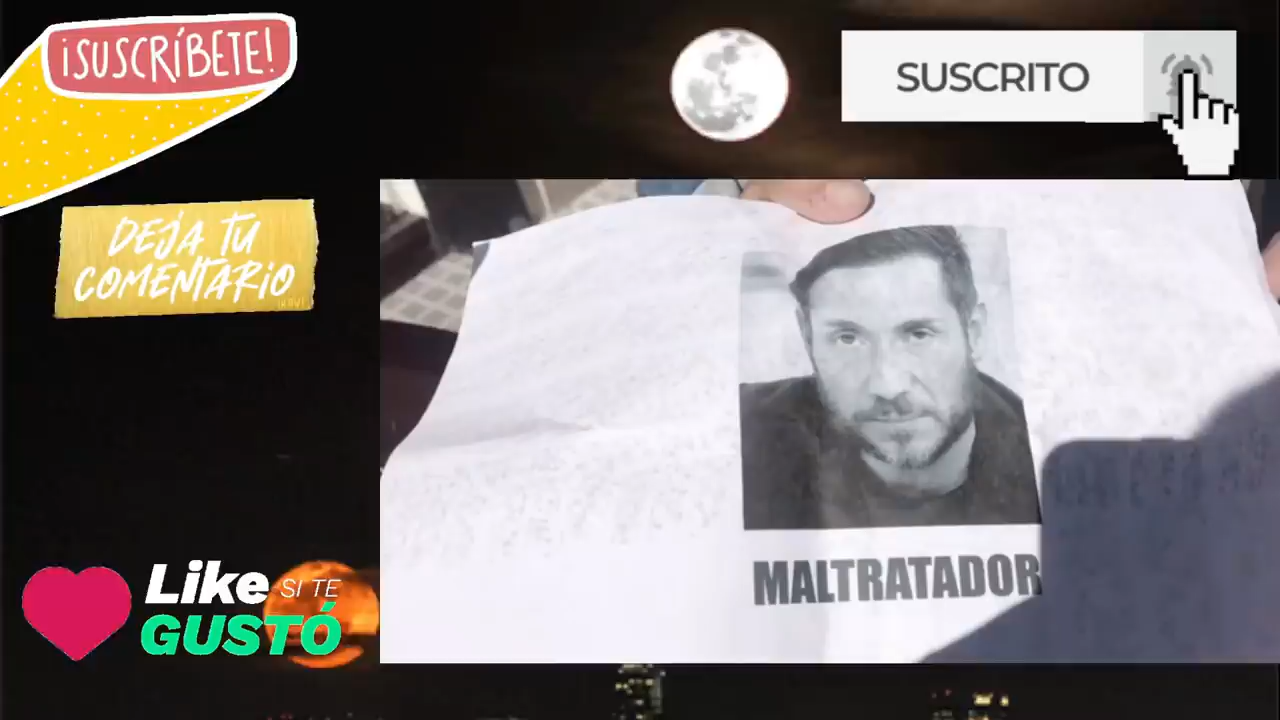 ¡SUSCRÍBETE!
SUSCRITO
DEJA TU
COMENTARIO
MALTRATADOR
Like SI TE
GUSTÓ